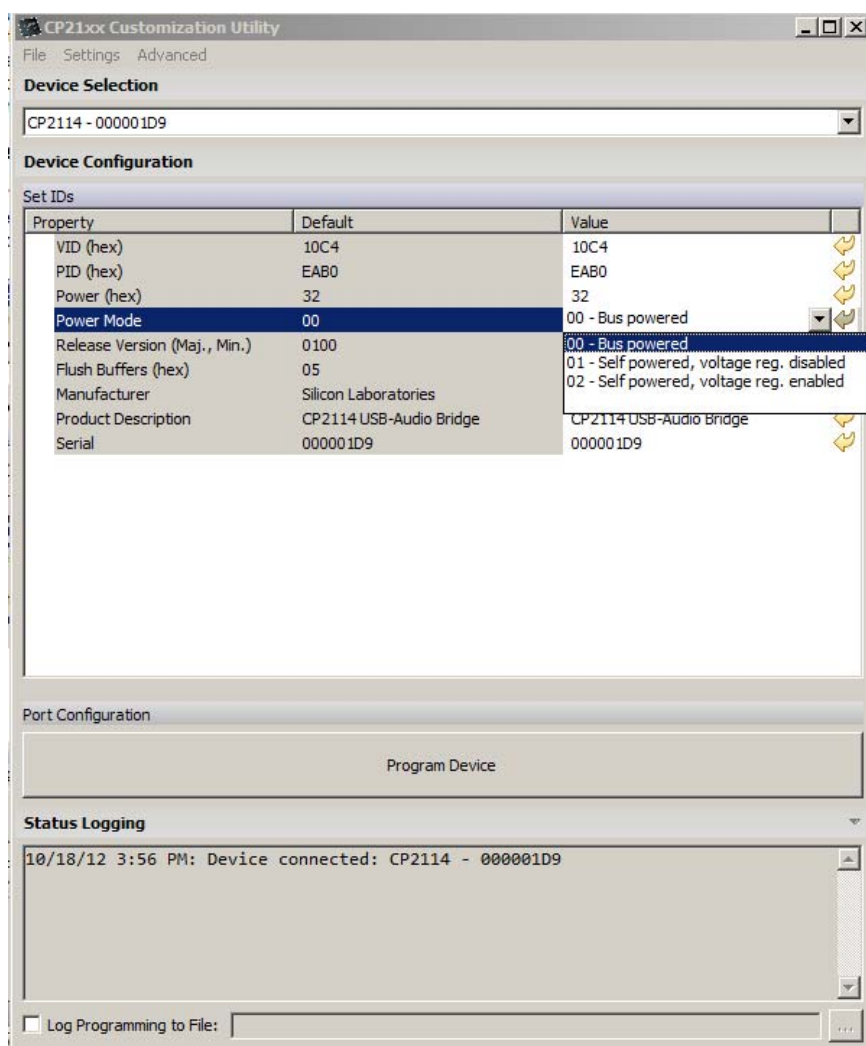 CP21xx Customization Utility
File Settings Advanced
Device Selection
CP2114 - 000001D9
Device Configuration
Set IDs
Property Default Value
VID (hex) 10C4 10C4
PID (hex) EAB0 EAB0
Power (hex) 32 32
Power Mode 00 00 - Bus powered
Release Version (Maj., Min.) 0100 00 - Bus powered
Flush Buffers (hex) 05 01 - Self powered, voltage reg. disabled
Manufacturer Silicon Laboratories 02 - Self powered, voltage reg. enabled
Product Description CP2114 USB-Audio Bridge CP2114 USB-Audio Bridge
Serial 000001D9 000001D9
Port Configuration
Program Device
Status Logging
10/18/12 3:56 PM: Device connected: CP2114 - 000001D9
Log Programming to File:
...